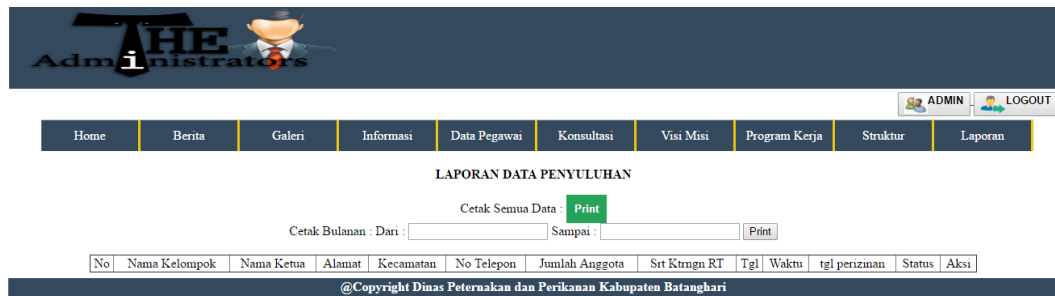 THE
Administrators
ADMIN LOGOUT
Home Berita Galeri Informasi Data Pegawai Konsultasi Visi Misi Program Kerja Struktur Laporan
LAPORAN DATA PENYULUHAN
Cetak Semua Data : Print
Cetak Bulanan : Dari : Sampai : Print
No Nama Kelompok Nama Ketua Alamat Kecamatan No Telepon Jumlah Anggota Srt Ktrngn RT Tgl Waktu tgl perizinan Status Aksi
@Copyright Dinas Peternakan dan Perikanan Kabupaten Batanghari